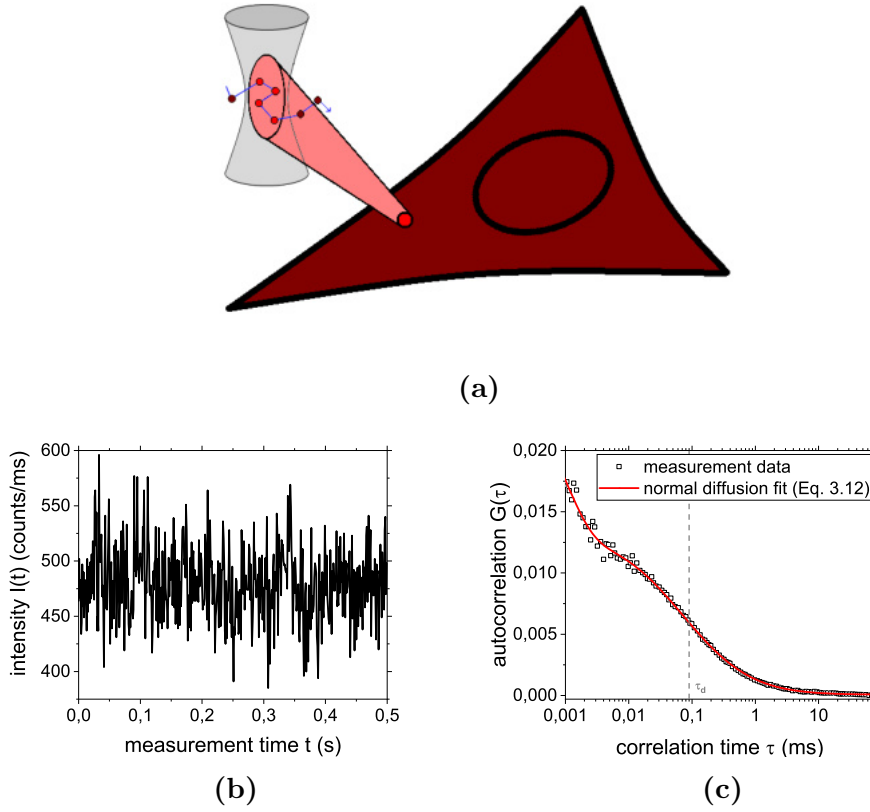 (a)
600
550
500
450
400
0,0
0,1
0,2
0,3
0,4
0,5
intensity I(t) (counts/ms)
measurement time t (s)
(b)
0,020
0,015
0,010
0,005
0,000
measurement data
normal diffusion fit (Eq. 3.12)
τd
0,001
0,01
0,1
1
10
autocorrelation G(τ)
correlation time τ (ms)
(c)